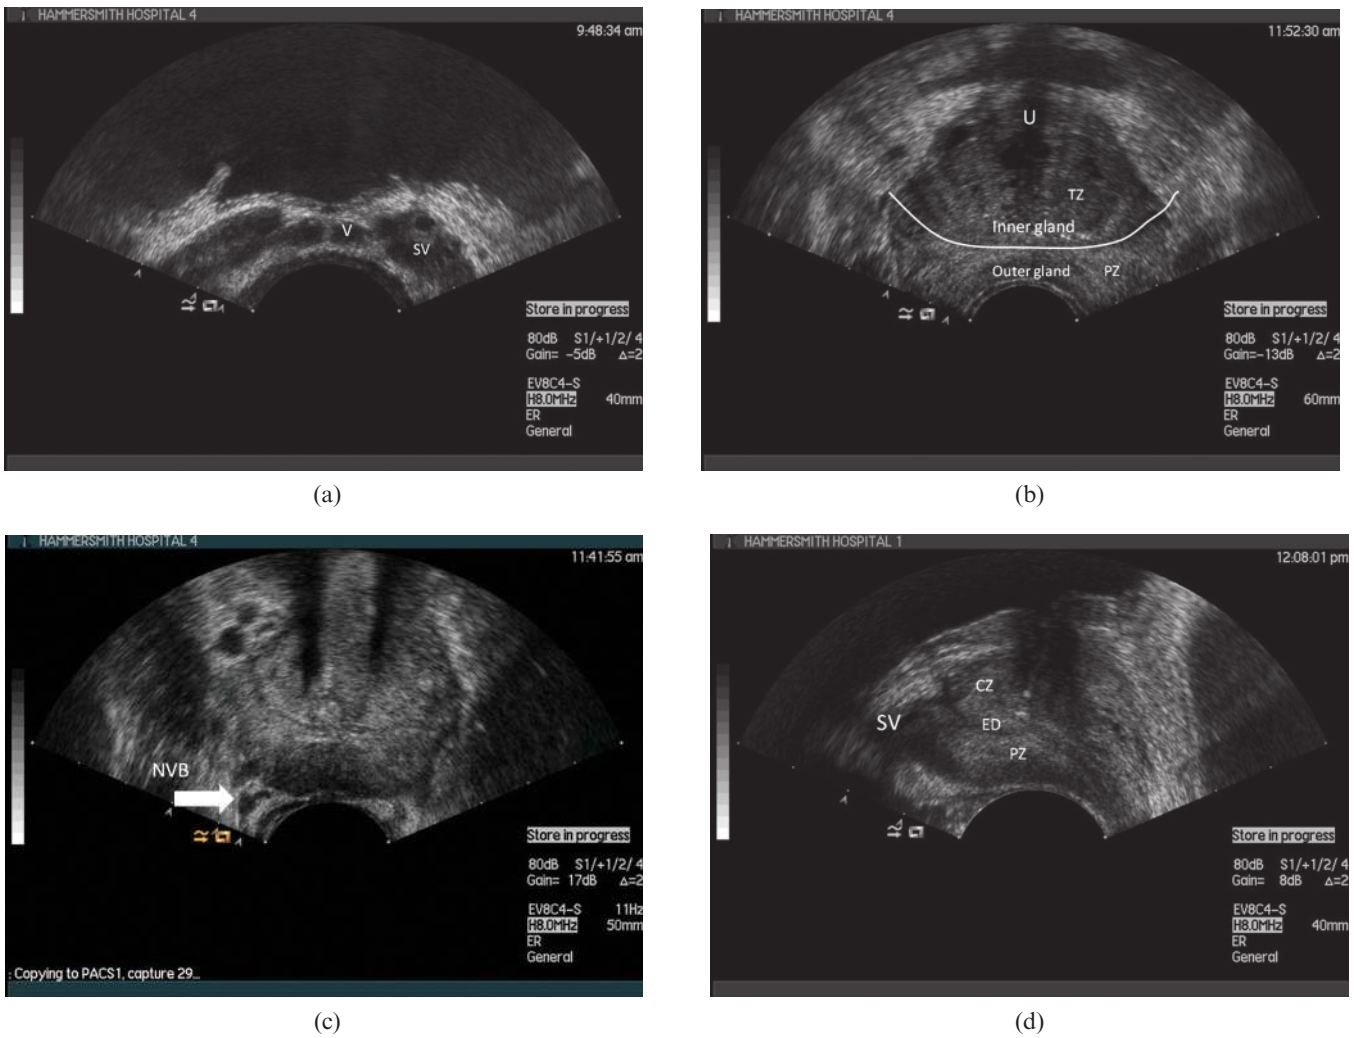 HAMMERSMITH HOSPITAL 4
9:48:34 am
V
SV
Store in progress
80dB S1/+1/2/ 4
Gain= -5dB Δ=2
EV8C4-S
H8.0MHz 40mm
ER
General
(a)
HAMMERSMITH HOSPITAL 4
11:52:30 am
U
TZ
Inner gland
Outer gland PZ
Store in progress
80dB S1/+1/2/ 4
Gain=-13dB Δ=2
EV8C4-S
H8.0MHz 60mm
ER
General
(b)
HAMMERSMITH HOSPITAL 4
11:41:55 am
NVB
Store in progress
80dB S1/+1/2/ 4
Gain= 17dB Δ=2
EV8C4-S 11Hz
H8.0MHz 50mm
ER
General
: Copying to PACS1, capture 29...
(c)
HAMMERSMITH HOSPITAL 1
12:08:01 pm
CZ
SV
ED
PZ
Store in progress
80dB S1/+1/2/ 4
Gain= 8dB Δ=2
EV8C4-S
H8.0MHz 40mm
ER
General
(d)